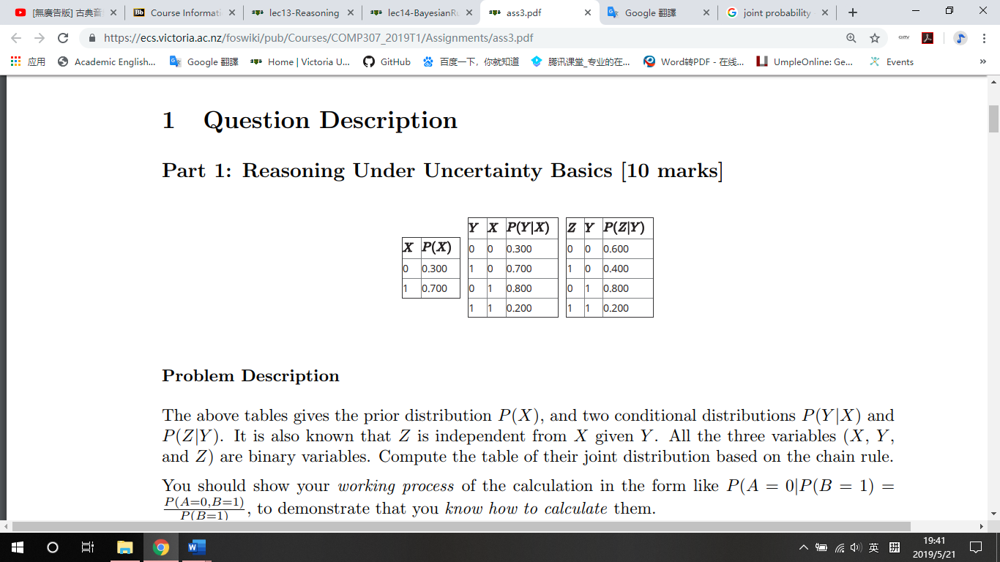 [無廣告版] 古典音
Course Informati
lec13-Reasoning
lec14-BayesianRu
ass3.pdf
Google 翻譯
joint probability
https://ecs.victoria.ac.nz/foswiki/pub/Courses/COMP307_2019T1/Assignments/ass3.pdf
应用
Academic English...
Google 翻譯
Home | Victoria U...
GitHub
百度一下，你就知道
腾讯课堂_专业的在...
Word转PDF - 在线...
UmpleOnline: Ge...
Events
»
1 Question Description
Part 1: Reasoning Under Uncertainty Basics [10 marks]
X P(X)
0 0.300
1 0.700
Y X P(Y|X)
0 0 0.300
1 0 0.700
0 1 0.800
1 1 0.200
Z Y P(Z|Y)
0 0 0.600
1 0 0.400
0 1 0.800
1 1 0.200
Problem Description
The above tables gives the prior distribution P(X), and two conditional distributions P(Y|X) and
P(Z|Y). It is also known that Z is independent from X given Y. All the three variables (X, Y,
and Z) are binary variables. Compute the table of their joint distribution based on the chain rule.
You should show your working process of the calculation in the form like P(A = 0|P(B = 1) =
P(A=0,B=1)
P(B=1)
, to demonstrate that you know how to calculate them.
英
拼
19:41
2019/5/21